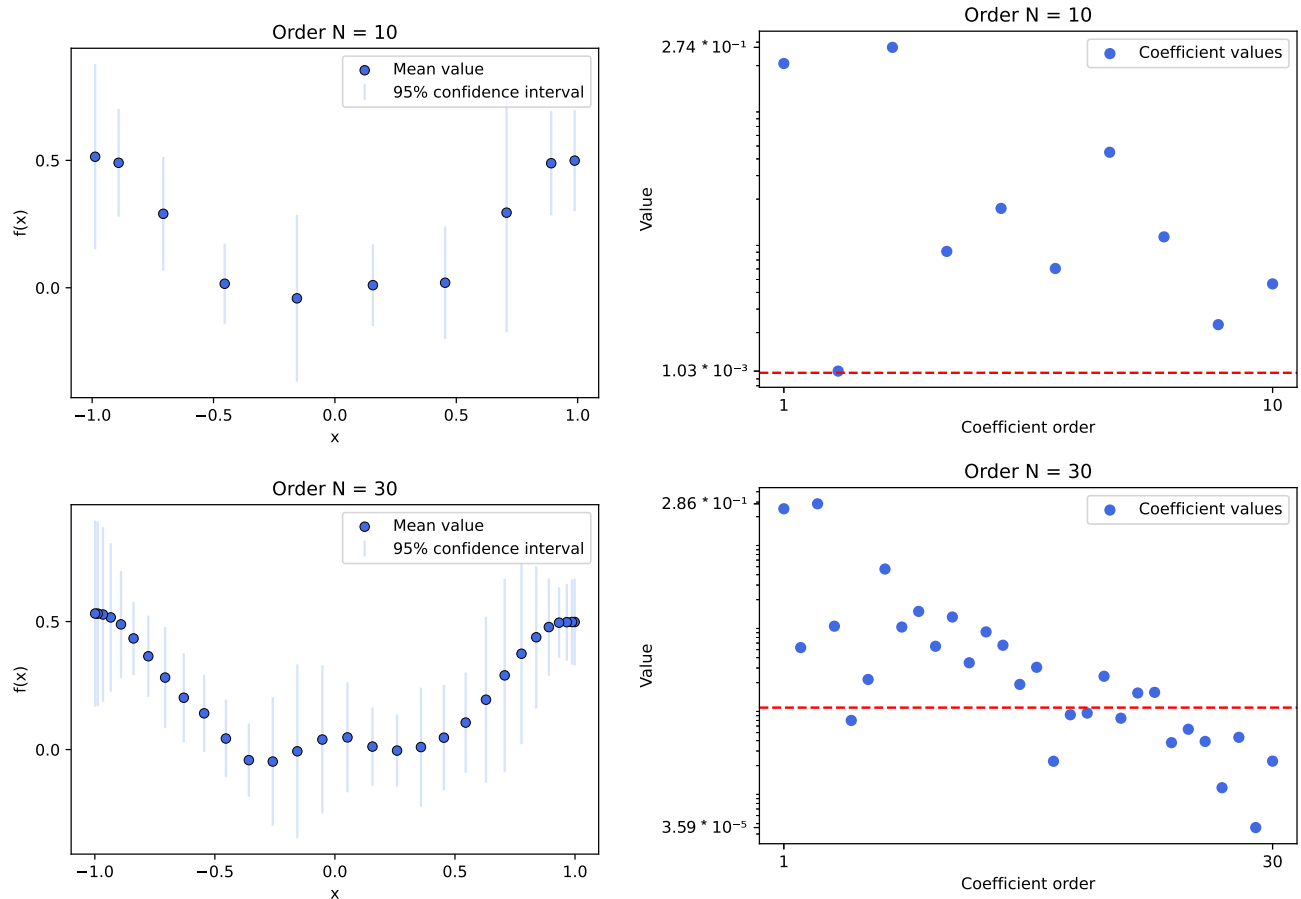 Order N = 10
Mean value
95% confidence interval
0.5
0.0
f(x)
−1.0 −0.5 0.0 0.5 1.0
x
Order N = 10
Coefficient values
2.74 * 10⁻¹
1.03 * 10⁻³
Value
1 10
Coefficient order
Order N = 30
Mean value
95% confidence interval
0.5
0.0
f(x)
−1.0 −0.5 0.0 0.5 1.0
x
Order N = 30
Coefficient values
2.86 * 10⁻¹
3.59 * 10⁻⁵
Value
1 30
Coefficient order